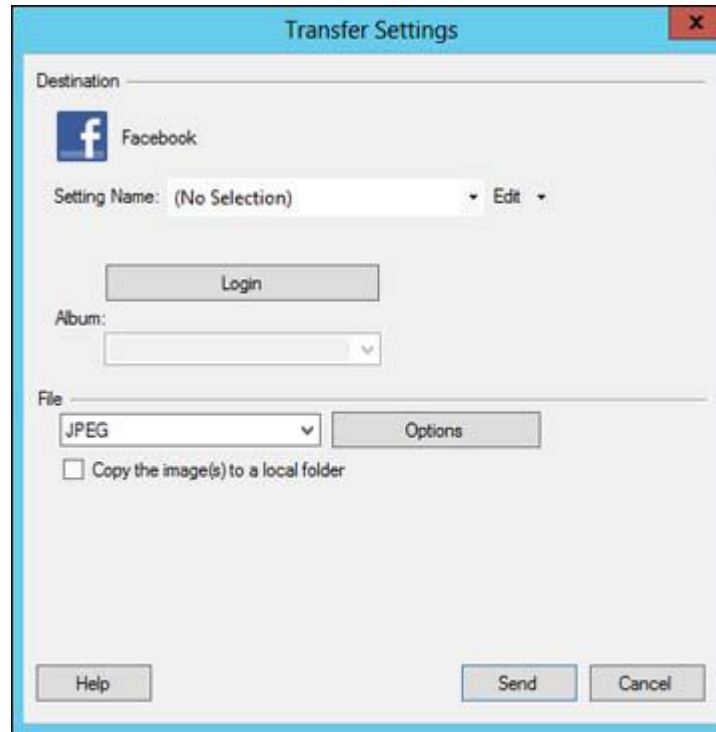 Transfer Settings
x
Destination
f Facebook
Setting Name: (No Selection) Edit
Login
Album:
File
JPEG Options
Copy the image(s) to a local folder
Help Send Cancel